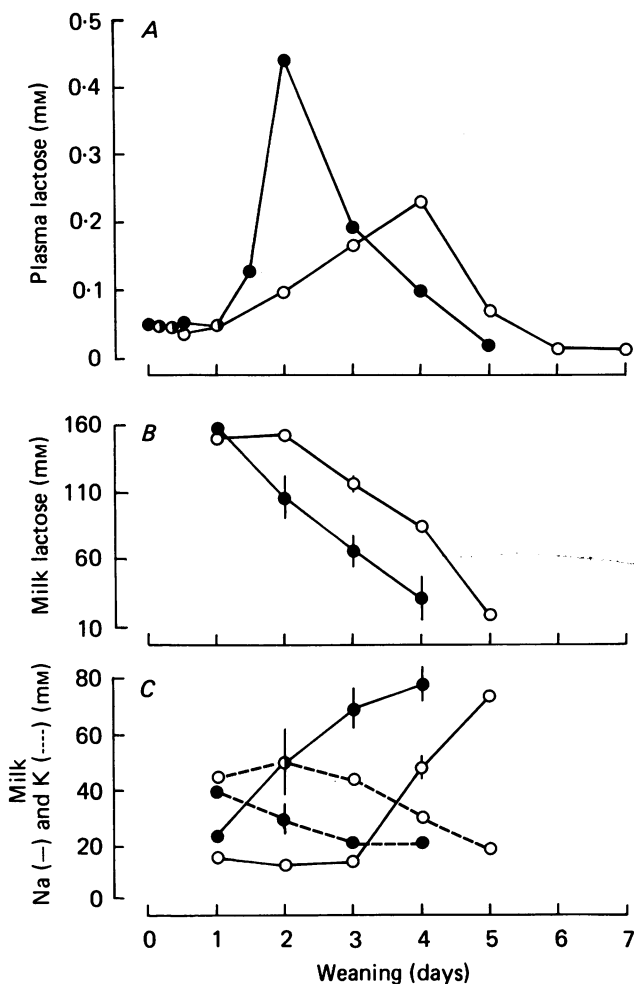 A
Plasma lactose (mM)
0·5
0·4
0·3
0·2
0·1
0
B
Milk lactose (mM)
160
110
60
10
C
Milk
Na (—) and K (----) (mM)
80
60
40
20
0
0 1 2 3 4 5 6 7
Weaning (days)